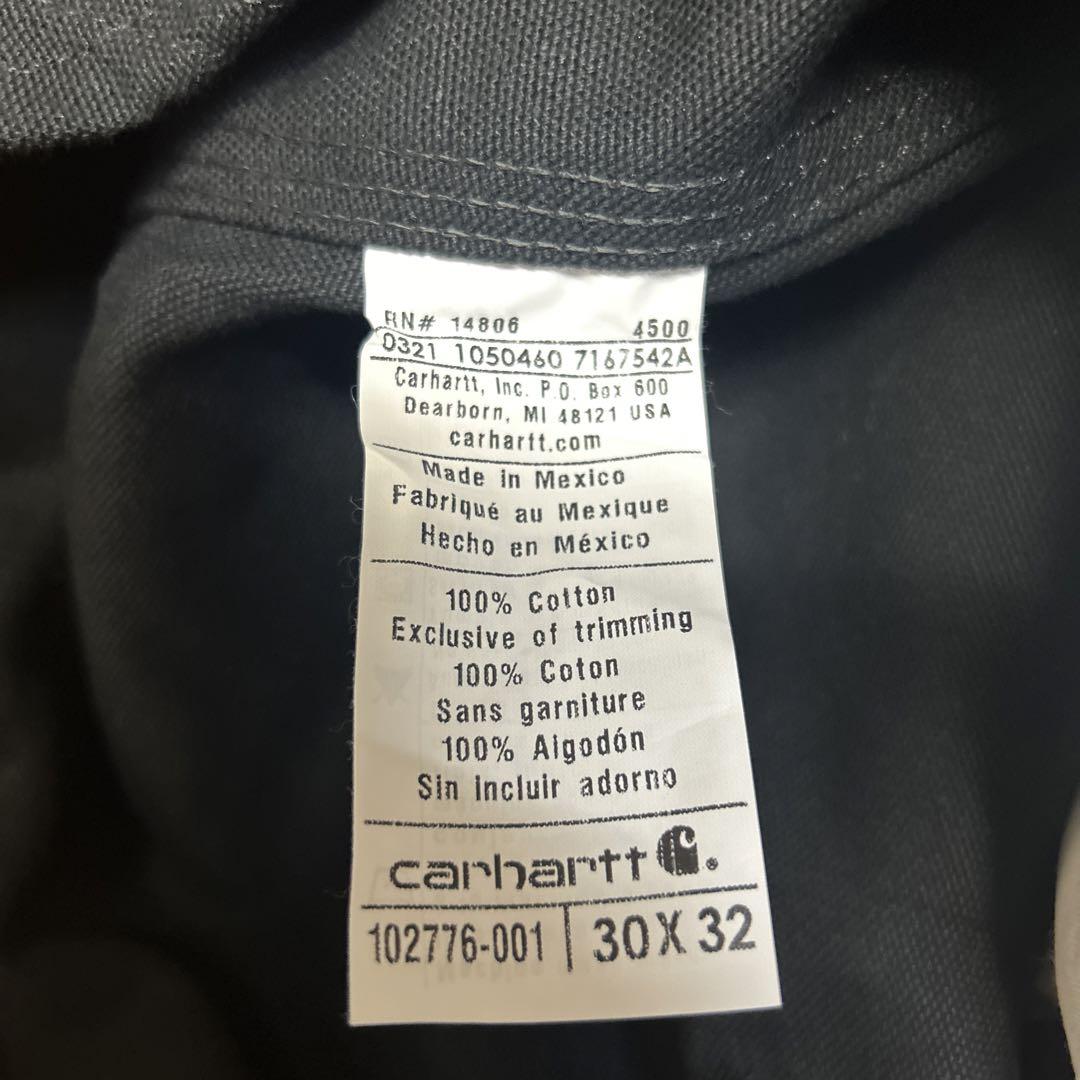 RN# 14806 4500
0321 1050460 7167542A
Carhartt, Inc. P.O. Box 600
Dearborn, MI 48121 USA
carhartt.com
Made in Mexico
Fabriqué au Mexique
Hecho en México
100% Cotton
Exclusive of trimming
100% Coton
Sans garniture
100% Algodón
Sin incluir adorno
carhartt
102776-001 | 30X32